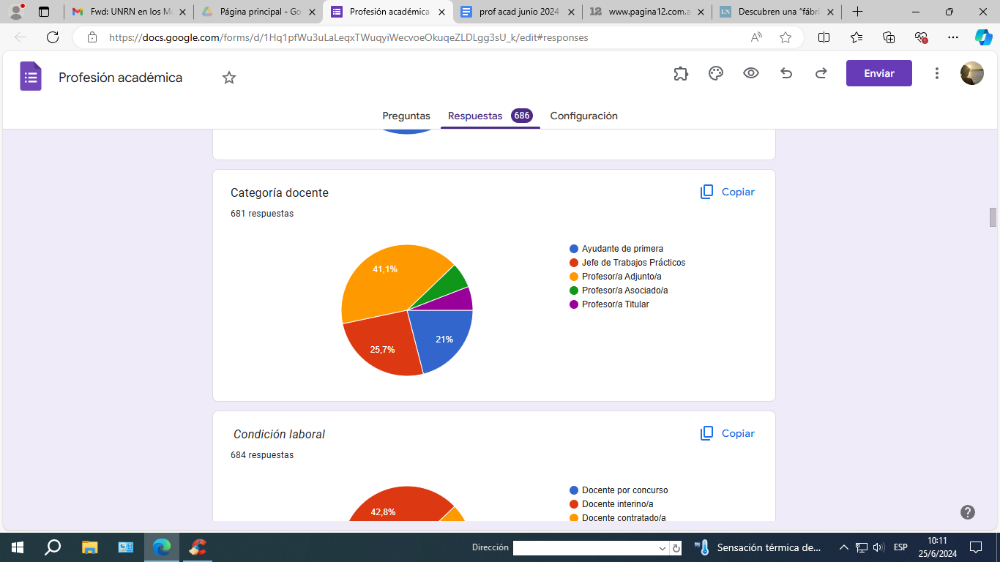 Fwd: UNRN en los Me
Página principal - Goo
Profesión académica
prof acad junio 2024
12 www.pagina12.com.a
LN Descubren una “fábri
https://docs.google.com/forms/d/1Hq1pfWu3uLaLeqxTWuqyiWecvoeOkuqeZLDLgg3sU_k/edit#responses
Profesión académica
Enviar
Preguntas Respuestas 686 Configuración
Categoría docente
Copiar
681 respuestas
41,1%
25,7%
21%
Ayudante de primera
Jefe de Trabajos Prácticos
Profesor/a Adjunto/a
Profesor/a Asociado/a
Profesor/a Titular
Condición laboral
Copiar
684 respuestas
42,8%
Docente por concurso
Docente interino/a
Docente contratado/a
Dirección
Sensación térmica de...
ESP
10:11
25/6/2024